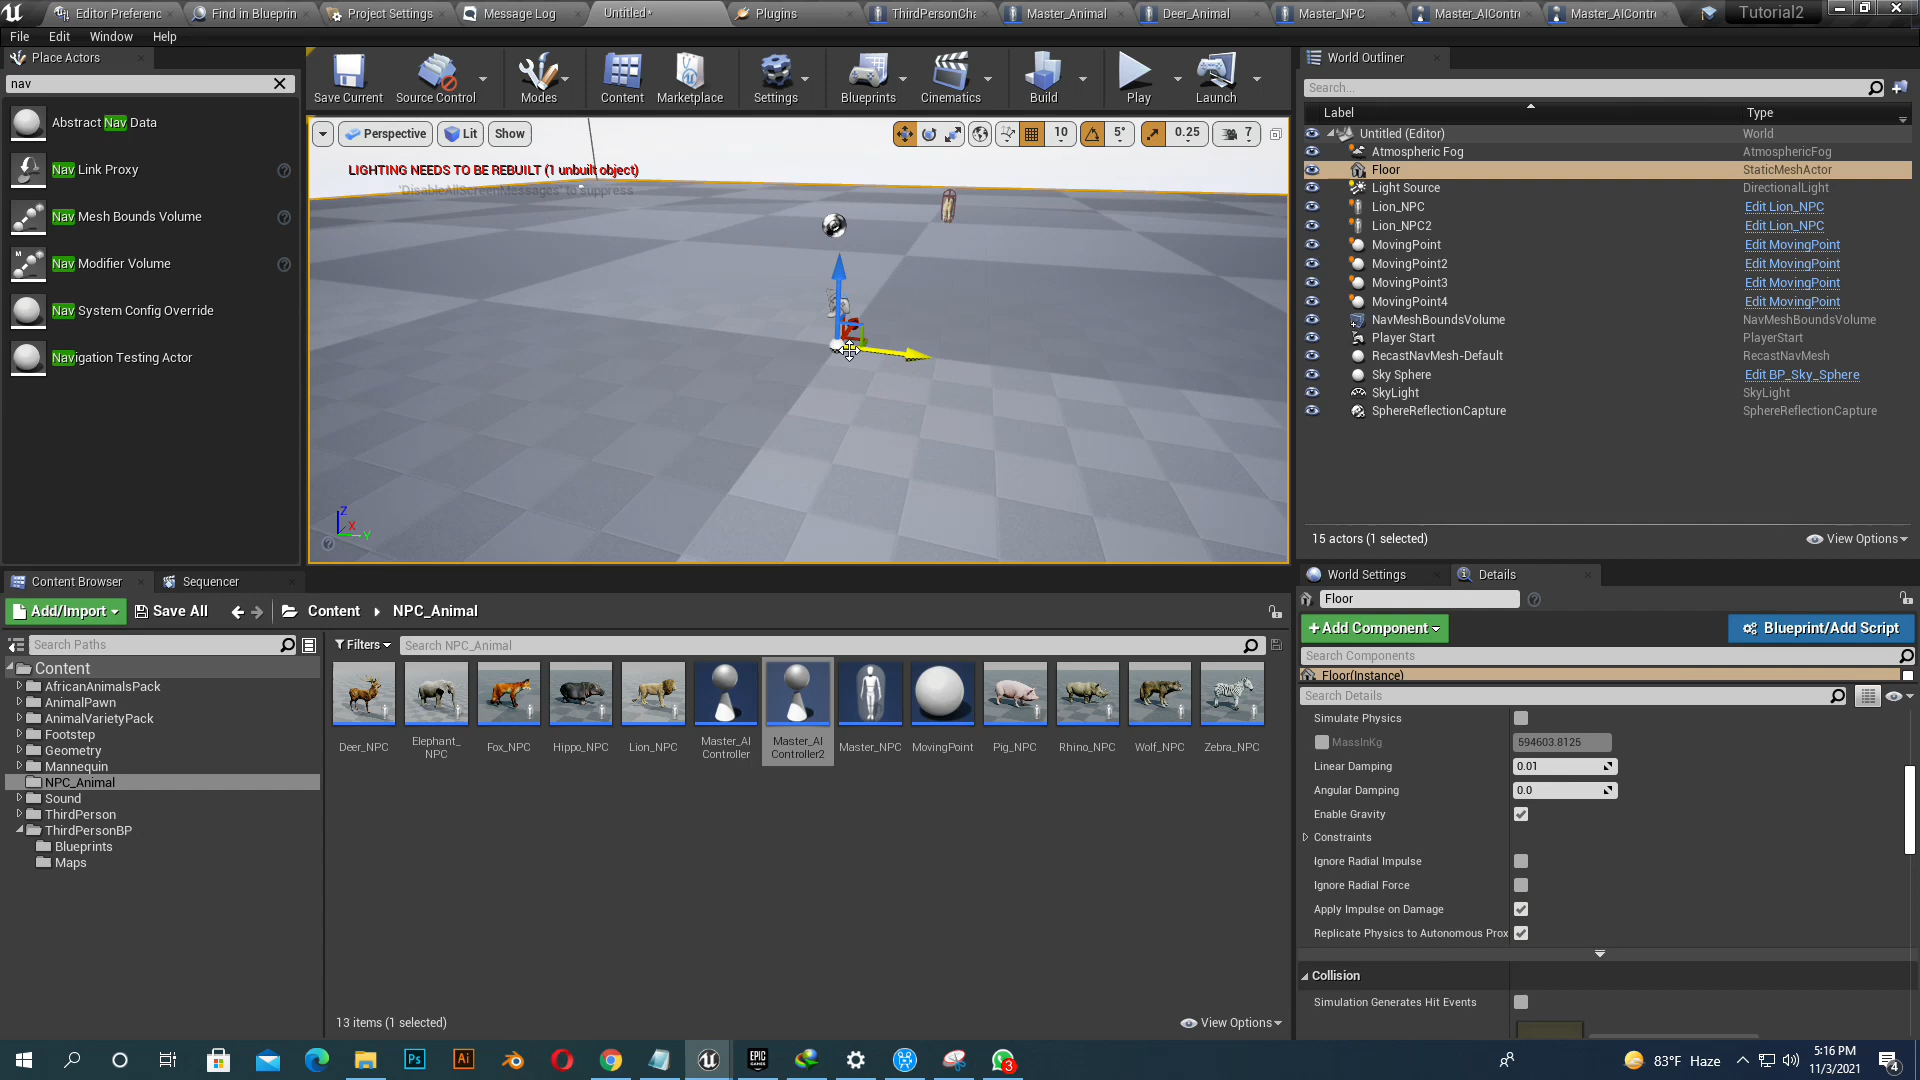 Editor Preferenc
Find in Blueprin
Project Settings
Message Log
Untitled*
Plugins
ThirdPersonCha
Master_Animal
Deer_Animal
Master_NPC
Master_AIContr
Master_AIContr
Tutorial2
File
Edit
Window
Help
Place Actors
nav
Abstract Nav Data
Nav Link Proxy
Nav Mesh Bounds Volume
Nav Modifier Volume
Nav System Config Override
Navigation Testing Actor
Save Current
Source Control
Modes
Content
Marketplace
Settings
Blueprints
Cinematics
Build
Play
Launch
Perspective
Lit
Show
10
5°
0.25
7
LIGHTING NEEDS TO BE REBUILT (1 unbuilt object)
'DisableAllScreenMessages' to suppress
Z
X
Y
World Outliner
Search...
Label
Type
Untitled (Editor)
World
Atmospheric Fog
AtmosphericFog
Floor
StaticMeshActor
Light Source
DirectionalLight
Lion_NPC
Edit Lion_NPC
Lion_NPC2
Edit Lion_NPC
MovingPoint
Edit MovingPoint
MovingPoint2
Edit MovingPoint
MovingPoint3
Edit MovingPoint
MovingPoint4
Edit MovingPoint
NavMeshBoundsVolume
NavMeshBoundsVolume
Player Start
PlayerStart
RecastNavMesh-Default
RecastNavMesh
Sky Sphere
Edit BP_Sky_Sphere
SkyLight
SkyLight
SphereReflectionCapture
SphereReflectionCapture
15 actors (1 selected)
View Options
Content Browser
Sequencer
Add/Import
Save All
Content
NPC_Animal
Search Paths
Filters
Search NPC_Animal
Content
AfricanAnimalsPack
AnimalPawn
AnimalVarietyPack
Footstep
Geometry
Mannequin
NPC_Animal
Sound
ThirdPerson
ThirdPersonBP
Blueprints
Maps
Deer_NPC
Elephant_
NPC
Fox_NPC
Hippo_NPC
Lion_NPC
Master_AI
Controller
Master_AI
Controller2
Master_NPC
MovingPoint
Pig_NPC
Rhino_NPC
Wolf_NPC
Zebra_NPC
13 items (1 selected)
View Options
World Settings
Details
Floor
+Add Component
Blueprint/Add Script
Search Components
Floor(Instance)
Search Details
Simulate Physics
MassInKg
594603.8125
Linear Damping
0.01
Angular Damping
0.0
Enable Gravity
Constraints
Ignore Radial Impulse
Ignore Radial Force
Apply Impulse on Damage
Replicate Physics to Autonomous Prox
Collision
Simulation Generates Hit Events
Ps
Ai
EPIC
GAMES
3
83°F Haze
5:16 PM
11/3/2021
4